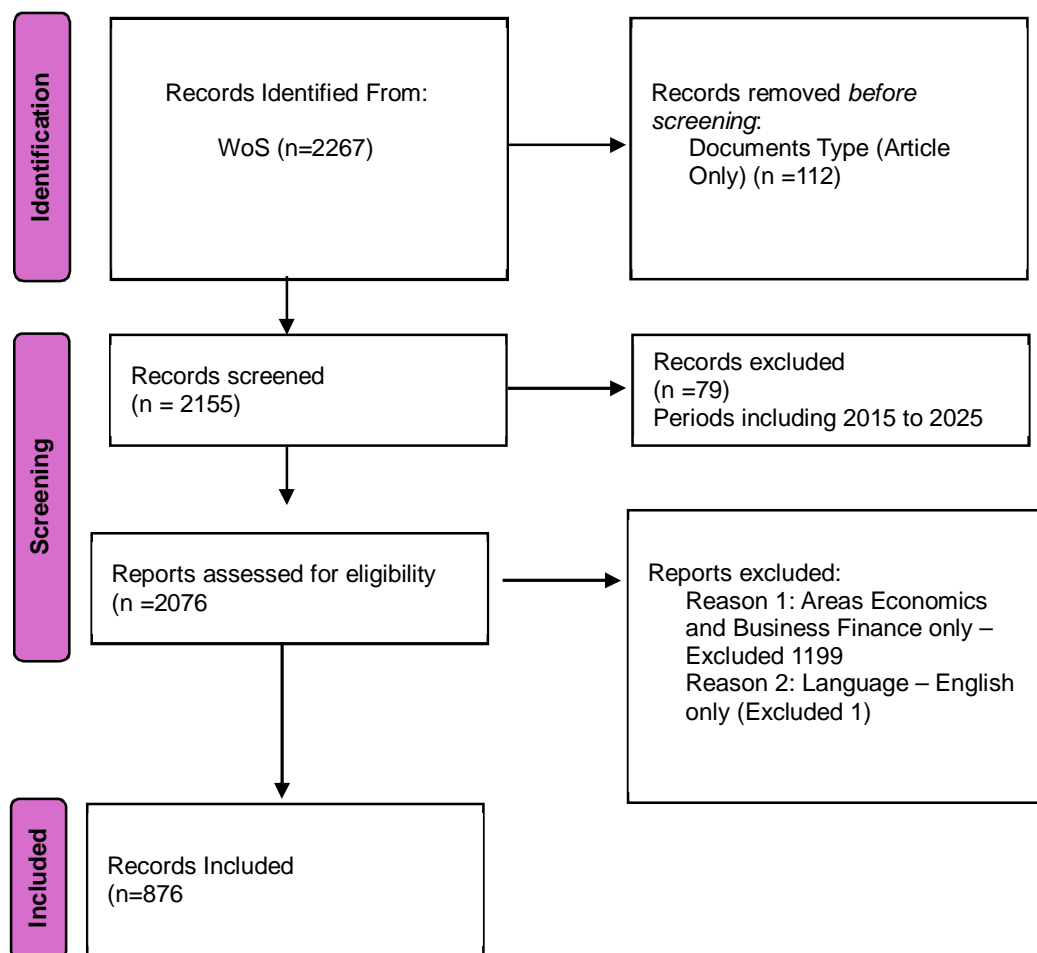 Identification
Records Identified From:
WoS (n=2267)
Records removed before
screening:
Documents Type (Article
Only) (n =112)
Screening
Records screened
(n = 2155)
Records excluded
(n =79)
Periods including 2015 to 2025
Reports assessed for eligibility
(n =2076
Reports excluded:
Reason 1: Areas Economics
and Business Finance only –
Excluded 1199
Reason 2: Language – English
only (Excluded 1)
Included
Records Included
(n=876